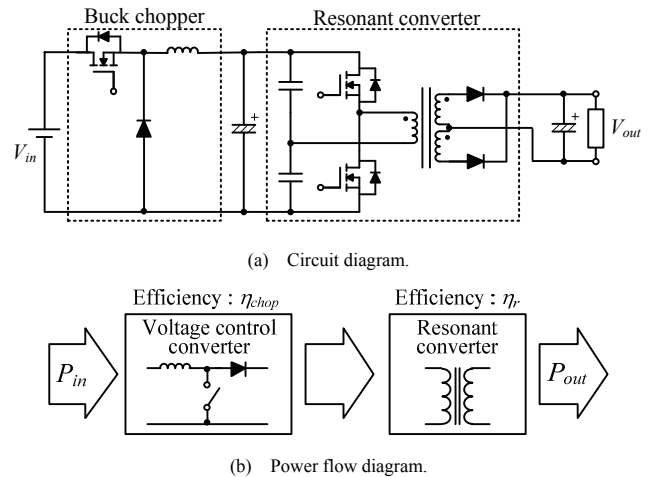 Buck chopper
Resonant converter
+
+
V_in
V_out
(a) Circuit diagram.
Efficiency : η_chop
Efficiency : η_r
Voltage control
converter
Resonant
converter
P_in
P_out
(b) Power flow diagram.